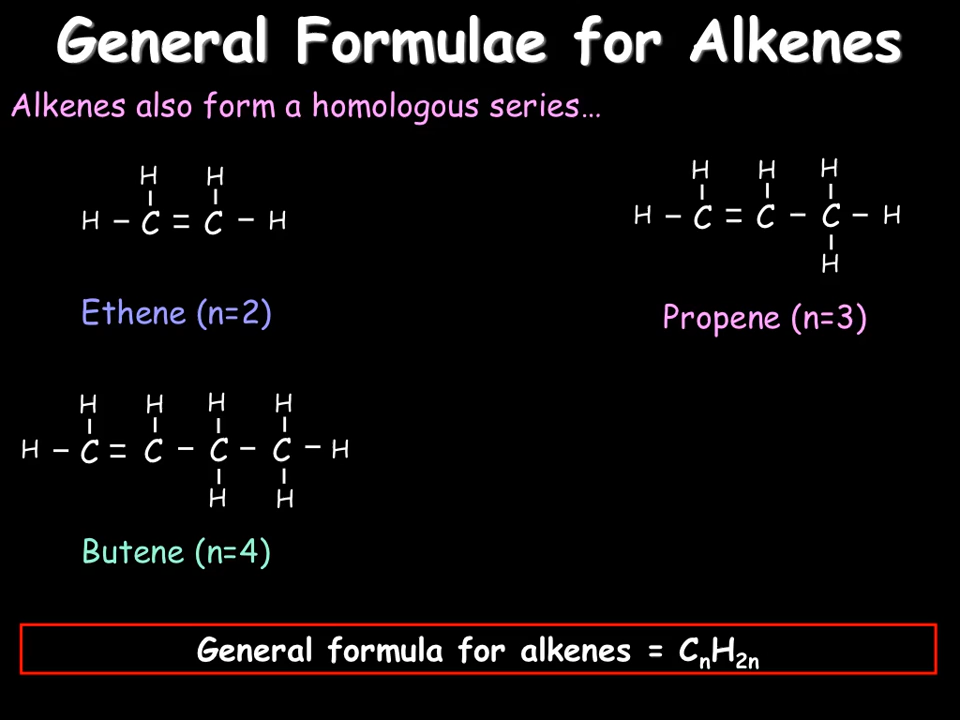 General Formulae for Alkenes
Alkenes also form a homologous series…
H H
H – C = C – H
Ethene (n=2)
H H H
H – C = C – C – H
H
Propene (n=3)
H H H H
H – C = C – C – C – H
H H
Butene (n=4)
General formula for alkenes = CₙH₂ₙ